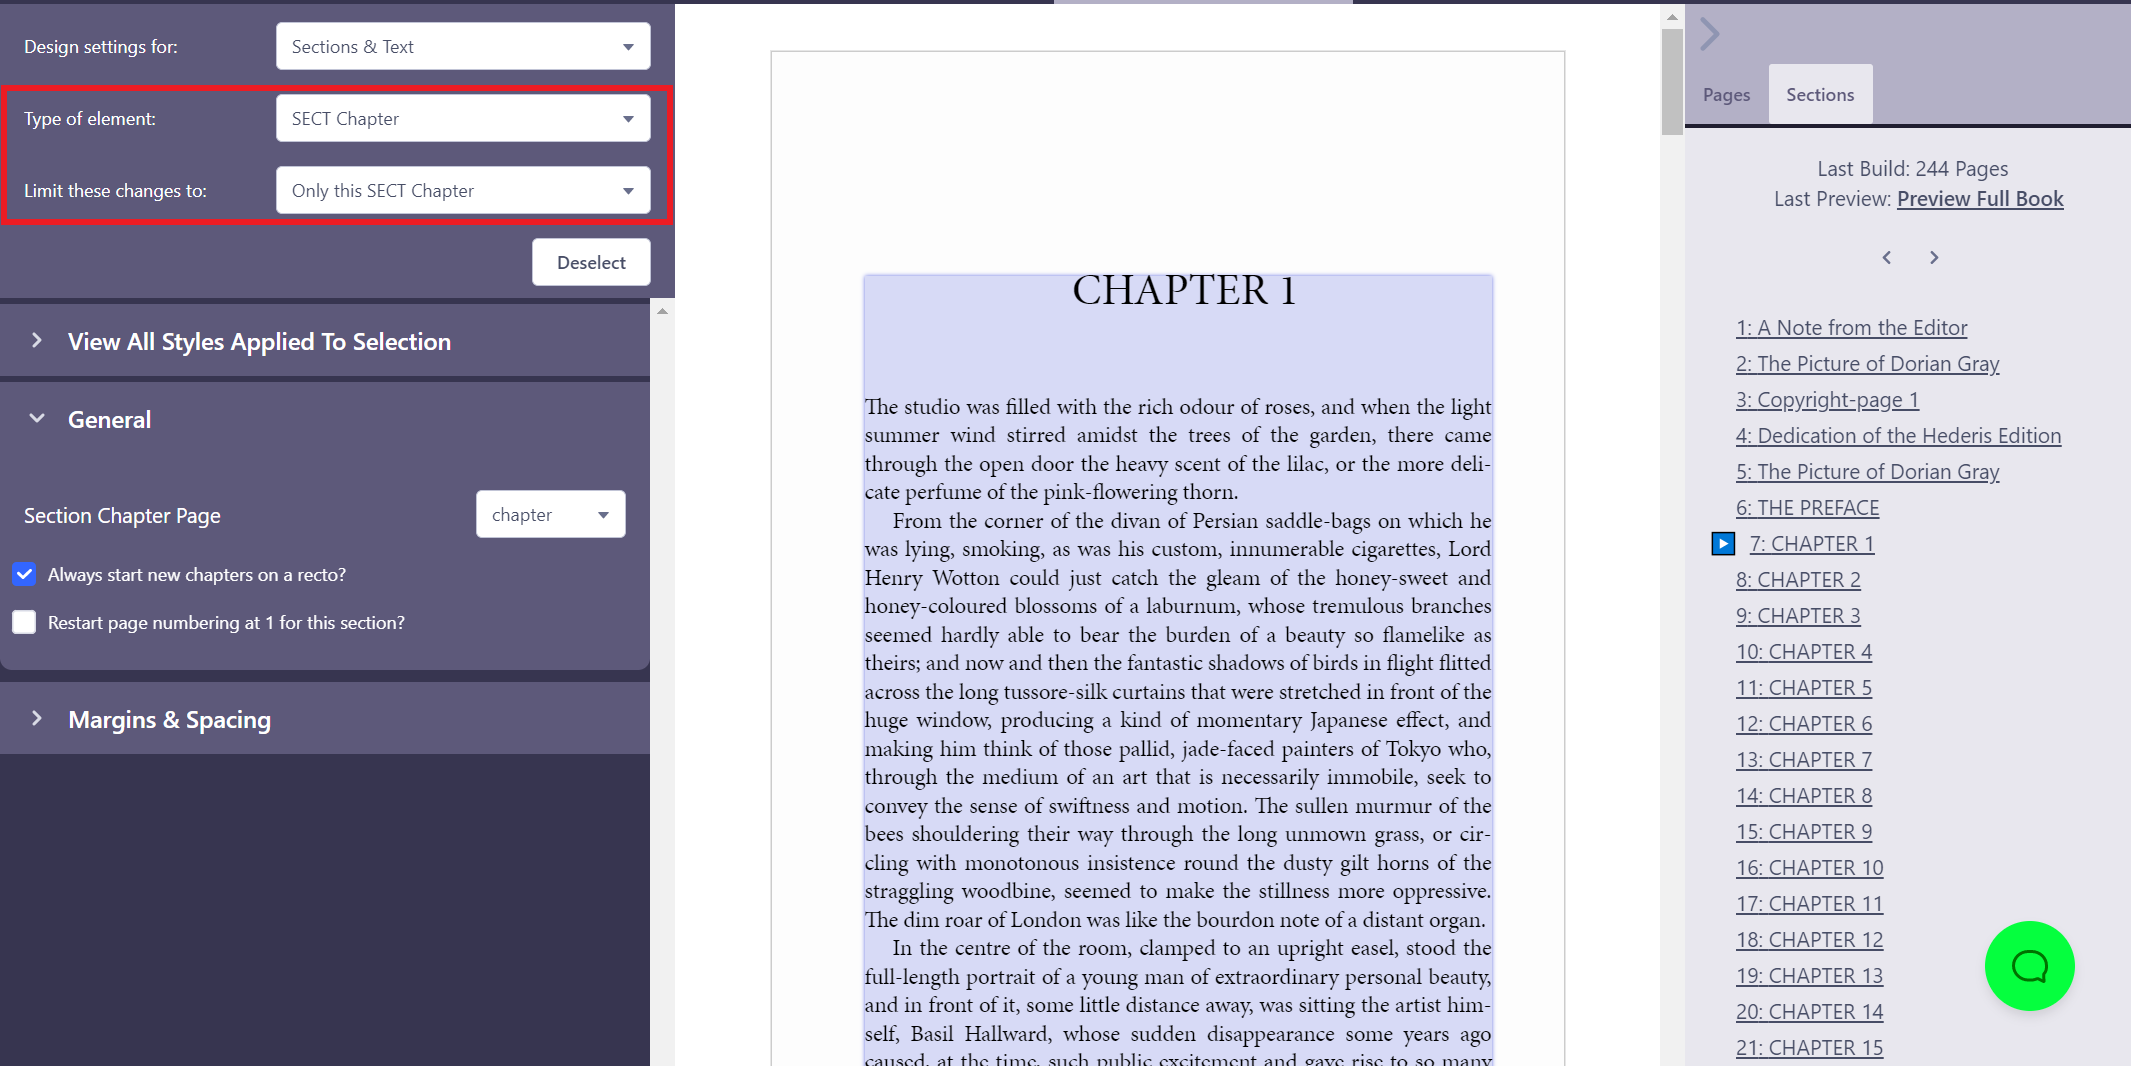 Design settings for:
Sections & Text
Type of element:
SECT Chapter
Limit these changes to:
Only this SECT Chapter
Deselect
View All Styles Applied To Selection
General
Section Chapter Page
chapter
Always start new chapters on a recto?
Restart page numbering at 1 for this section?
Margins & Spacing
CHAPTER 1
The studio was filled with the rich odour of roses, and when the light
summer wind stirred amidst the trees of the garden, there came
through the open door the heavy scent of the lilac, or the more deli-
cate perfume of the pink-flowering thorn.
From the corner of the divan of Persian saddle-bags on which he
was lying, smoking, as was his custom, innumerable cigarettes, Lord
Henry Wotton could just catch the gleam of the honey-sweet and
honey-coloured blossoms of a laburnum, whose tremulous branches
seemed hardly able to bear the burden of a beauty so flamelike as
theirs; and now and then the fantastic shadows of birds in flight flitted
across the long tussore-silk curtains that were stretched in front of the
huge window, producing a kind of momentary Japanese effect, and
making him think of those pallid, jade-faced painters of Tokyo who,
through the medium of an art that is necessarily immobile, seek to
convey the sense of swiftness and motion. The sullen murmur of the
bees shouldering their way through the long unmown grass, or cir-
cling with monotonous insistence round the dusty gilt horns of the
straggling woodbine, seemed to make the stillness more oppressive.
The dim roar of London was like the bourdon note of a distant organ.
In the centre of the room, clamped to an upright easel, stood the
full-length portrait of a young man of extraordinary personal beauty,
and in front of it, some little distance away, was sitting the artist him-
self, Basil Hallward, whose sudden disappearance some years ago
caused, at the time, such public excitement and gave rise to so many
Pages
Sections
Last Build: 244 Pages
Last Preview: Preview Full Book
1: A Note from the Editor
2: The Picture of Dorian Gray
3: Copyright-page 1
4: Dedication of the Hederis Edition
5: The Picture of Dorian Gray
6: THE PREFACE
7: CHAPTER 1
8: CHAPTER 2
9: CHAPTER 3
10: CHAPTER 4
11: CHAPTER 5
12: CHAPTER 6
13: CHAPTER 7
14: CHAPTER 8
15: CHAPTER 9
16: CHAPTER 10
17: CHAPTER 11
18: CHAPTER 12
19: CHAPTER 13
20: CHAPTER 14
21: CHAPTER 15